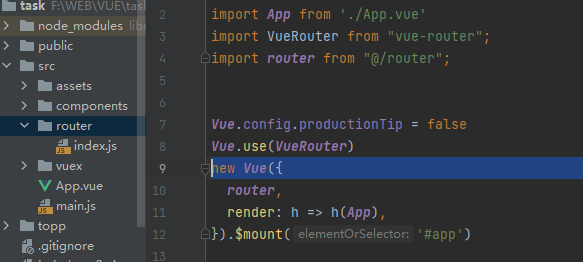 task F:\WEB\VUE\task
node_modules library root
public
src
assets
components
router
index.js
vuex
App.vue
main.js
topp
.gitignore
2 import App from './App.vue'
3 import VueRouter from "vue-router";
4 import router from "@/router";
5
6
7 Vue.config.productionTip = false
8 Vue.use(VueRouter)
9 new Vue({
10 router,
11 render: h => h(App),
12 }).$mount( elementOrSelector: '#app')